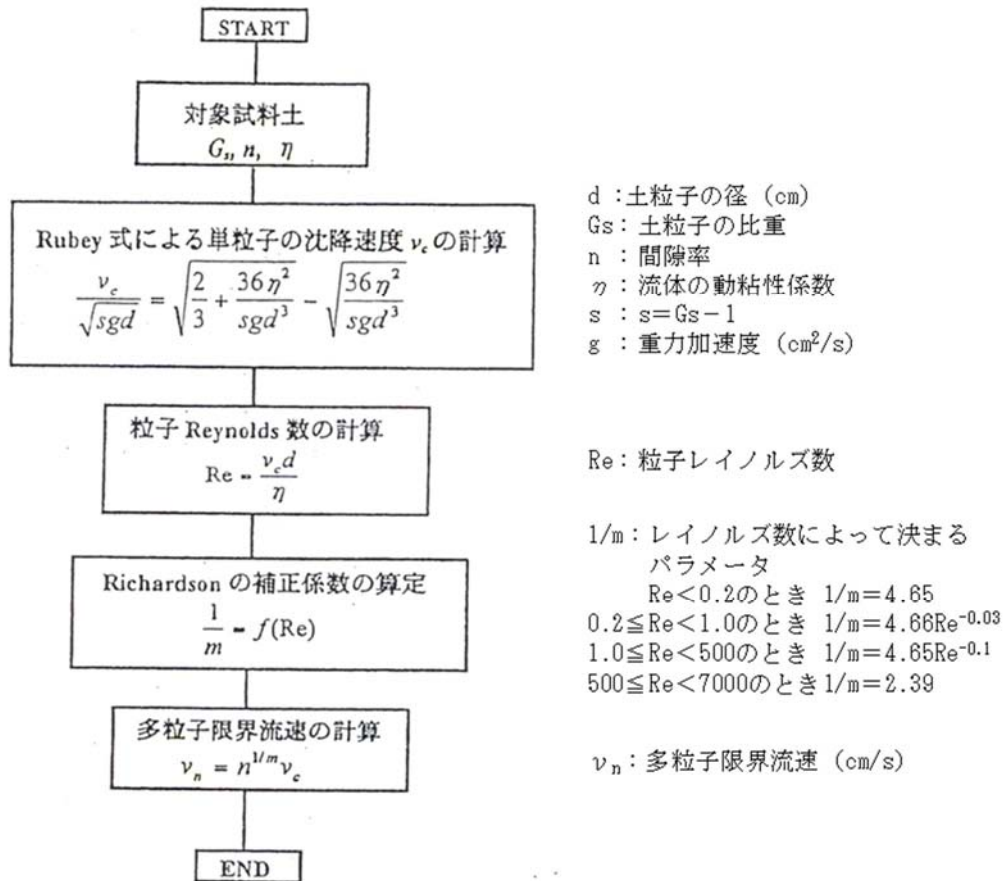 START
対象試料土
Gs, n, η
Rubey 式による単粒子の沈降速度 νc の計算
νc/√sgd = √(2/3 + 36η²/sgd³) − √(36η²/sgd³)
粒子 Reynolds 数の計算
Re = νc d/η
Richardson の補正係数の算定
1/m = f(Re)
多粒子限界流速の計算
νn = n^1/m νc
END
d :土粒子の径 (cm)
Gs:土粒子の比重
n :間隙率
η:流体の動粘性係数
s :s=Gs-1
g :重力加速度 (cm²/s)
Re:粒子レイノルズ数
1/m:レイノルズ数によって決まる
パラメータ
Re<0.2のとき 1/m=4.65
0.2≦Re<1.0のとき 1/m=4.66Re^-0.03
1.0≦Re<500のとき 1/m=4.65Re^-0.1
500≦Re<7000のとき1/m=2.39
νn:多粒子限界流速 (cm/s)